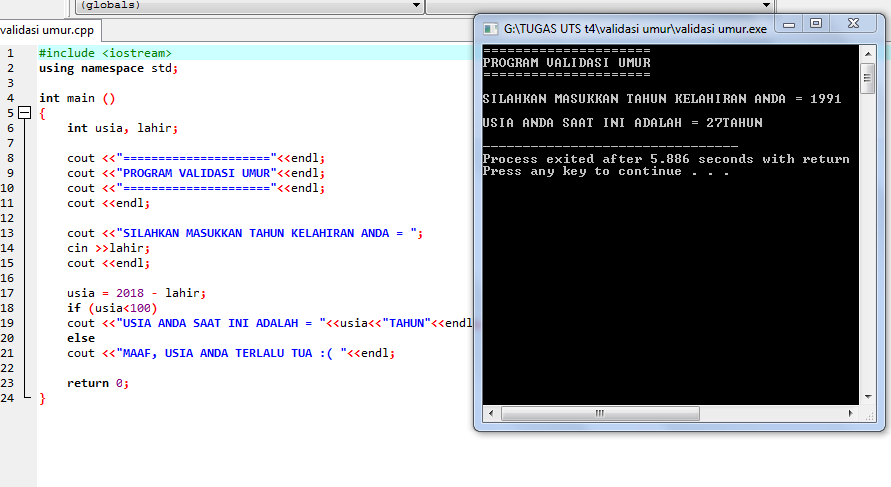 (globals)
validasi umur.cpp
1 #include <iostream>
2 using namespace std;
3
4 int main ()
5 {
6 int usia, lahir;
7
8 cout <<"====================="<<endl;
9 cout <<"PROGRAM VALIDASI UMUR"<<endl;
10 cout <<"====================="<<endl;
11 cout <<endl;
12
13 cout <<"SILAHKAN MASUKKAN TAHUN KELAHIRAN ANDA = ";
14 cin >>lahir;
15 cout <<endl;
16
17 usia = 2018 - lahir;
18 if (usia<100)
19 cout <<"USIA ANDA SAAT INI ADALAH = "<<usia<<"TAHUN"<<endl
20 else
21 cout <<"MAAF, USIA ANDA TERLALU TUA :( "<<endl;
22
23 return 0;
24 }
G:\TUGAS UTS t4\validasi umur\validasi umur.exe
=====================
PROGRAM VALIDASI UMUR
=====================
SILAHKAN MASUKKAN TAHUN KELAHIRAN ANDA = 1991
USIA ANDA SAAT INI ADALAH = 27TAHUN
--------------------------------
Process exited after 5.886 seconds with return
Press any key to continue . . .